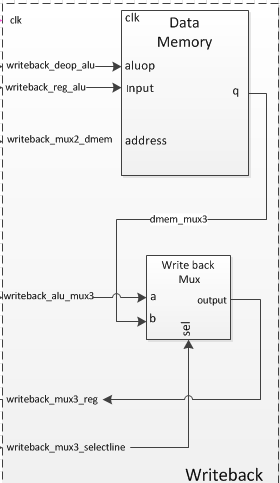 clk
clk
Data
Memory
writeback_deop_alu
aluop
writeback_reg_alu
Input
q
writeback_mux2_dmem
address
dmem_mux3
Write back
Mux
writeback_alu_mux3
a
output
b
sel
writeback_mux3_reg
writeback_mux3_selectline
Writeback